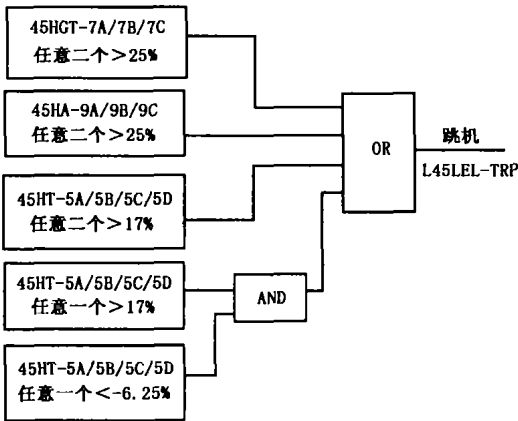 45HGT-7A/7B/7C
任意二个>25%
45HA-9A/9B/9C
任意二个>25%
45HT-5A/5B/5C/5D
任意二个>17%
45HT-5A/5B/5C/5D
任意一个>17%
45HT-5A/5B/5C/5D
任意一个<-6.25%
AND
OR
跳机
L45LEL-TRP